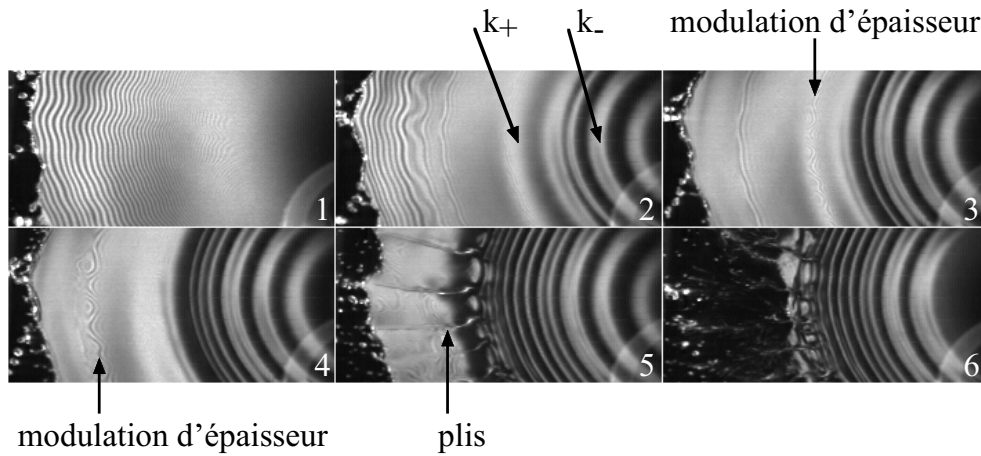 k+
k-
modulation d'épaisseur
1
2
3
4
5
6
modulation d'épaisseur
plis